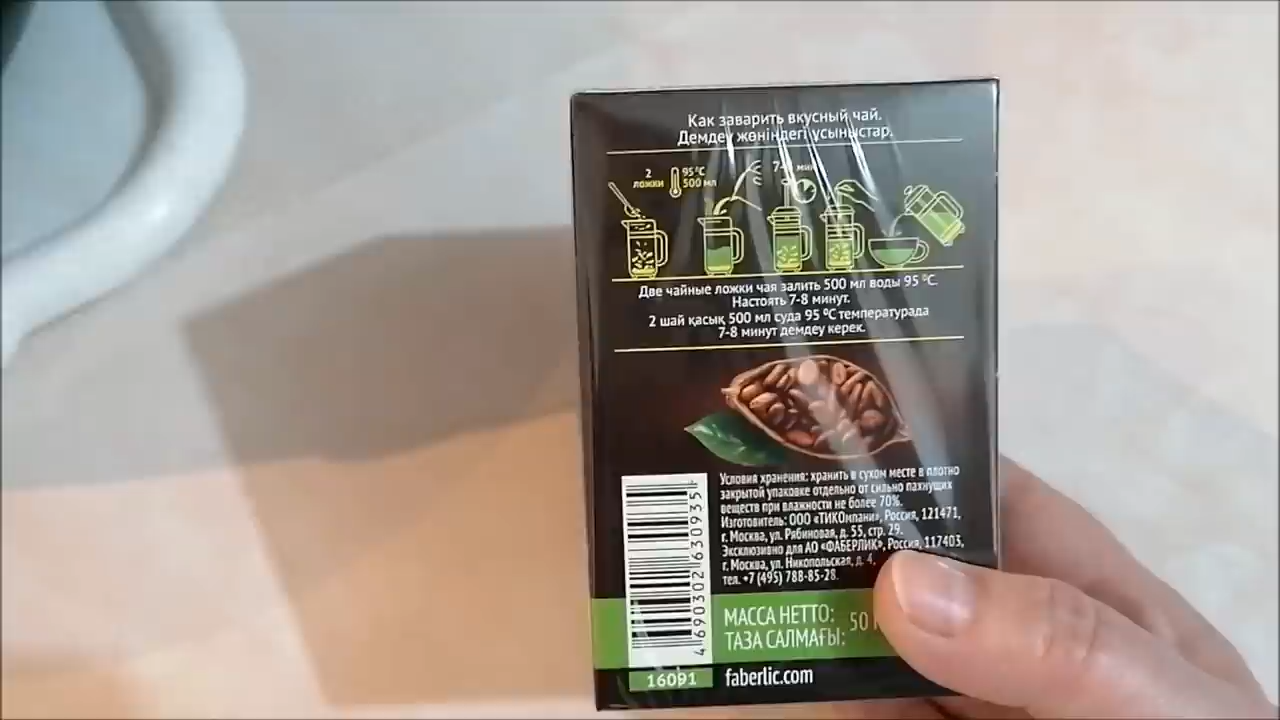 Как заварить вкусный чай.
Демдеу жөніндегі ұсыныстар.
2
ложки
95 °C
500 мл
мин
Две чайные ложки чая залить 500 мл воды 95 °C.
Настоять 7-8 минут.
2 шай қасық 500 мл суда 95 °C температурада
7-8 минут демдеу керек.
Условия хранения: хранить в сухом месте в плотно
закрытой упаковке отдельно от сильно пахнущих
веществ при влажности не более 70%.
Изготовитель: ООО «ТИКОмпани», Россия, 121471,
г. Москва, ул. Рябиновая, д. 55, стр. 29.
Эксклюзивно для АО «ФАБЕРЛИК», Россия, 117403,
г. Москва, ул. Никопольская, д. 4,
тел. +7 (495) 788-85-28.
4 690302 630935
МАССА НЕТТО:
ТАЗА САЛМАҒЫ:
50
16091
faberlic.com